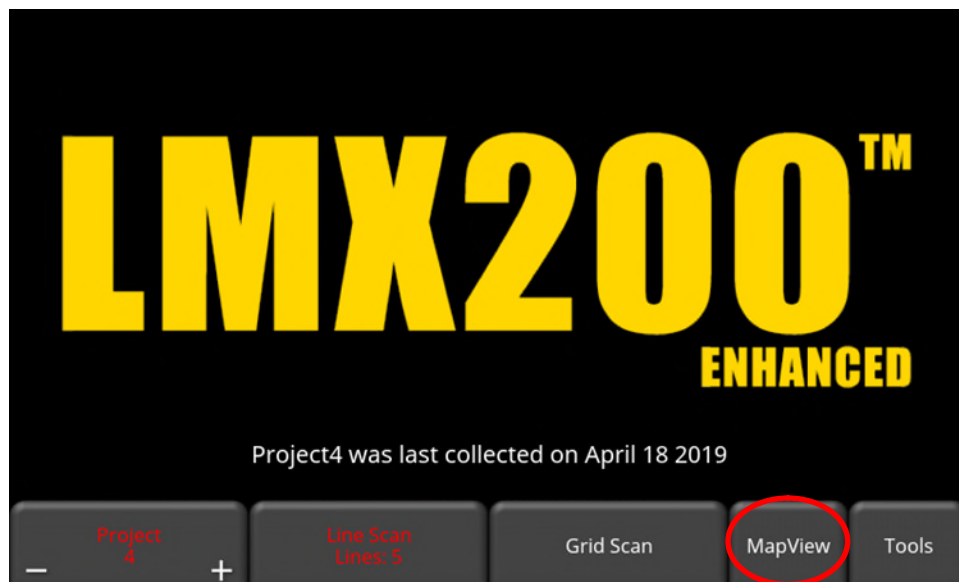 LMX200™
ENHANCED
Project4 was last collected on April 18 2019
Project
4
− +
Line Scan
Lines: 5
Grid Scan
MapView
Tools